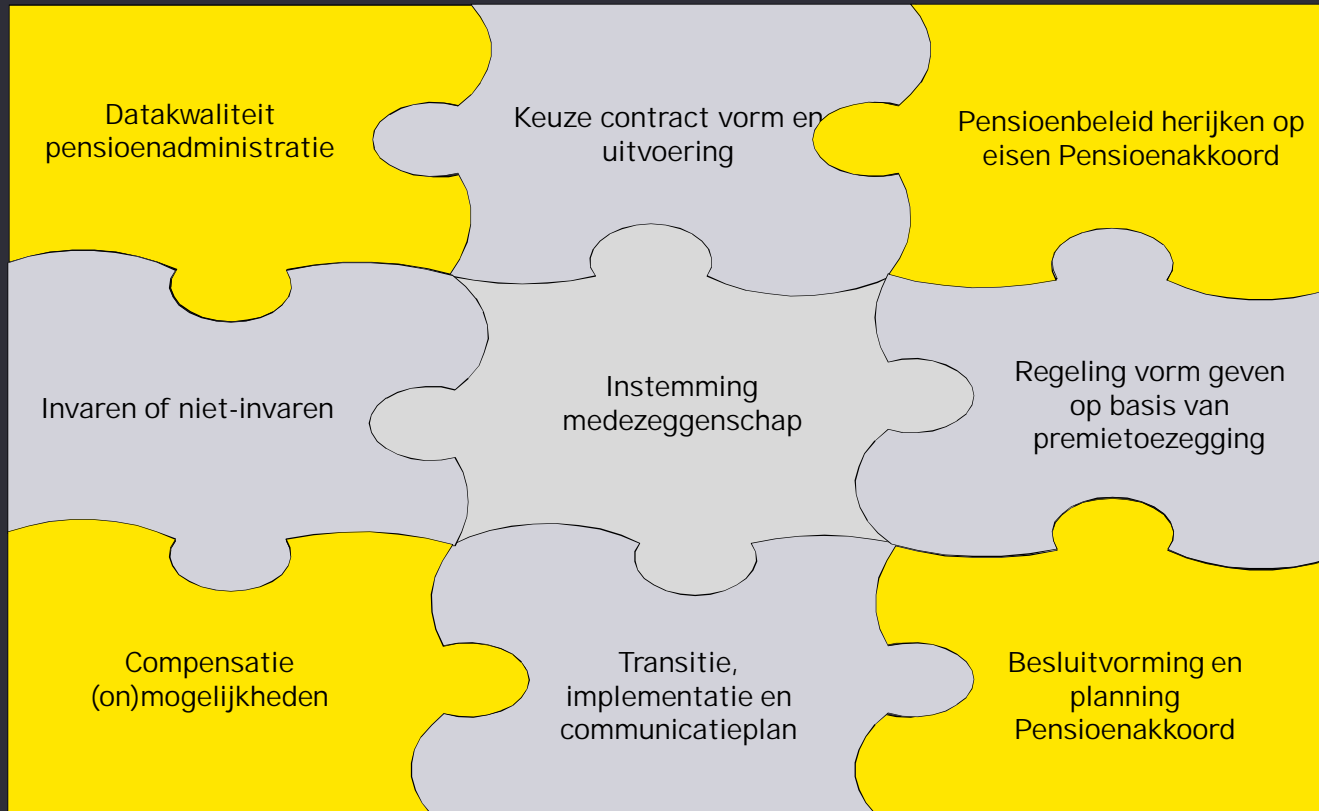 Datakwaliteit
pensioenadministratie
Keuze contract vorm en
uitvoering
Pensioenbeleid herijken op
eisen Pensioenakkoord
Invaren of niet-invaren
Instemming
medezeggenschap
Regeling vorm geven
op basis van
premietoezegging
Compensatie
(on)mogelijkheden
Transitie,
implementatie en
communicatieplan
Besluitvorming en
planning
Pensioenakkoord